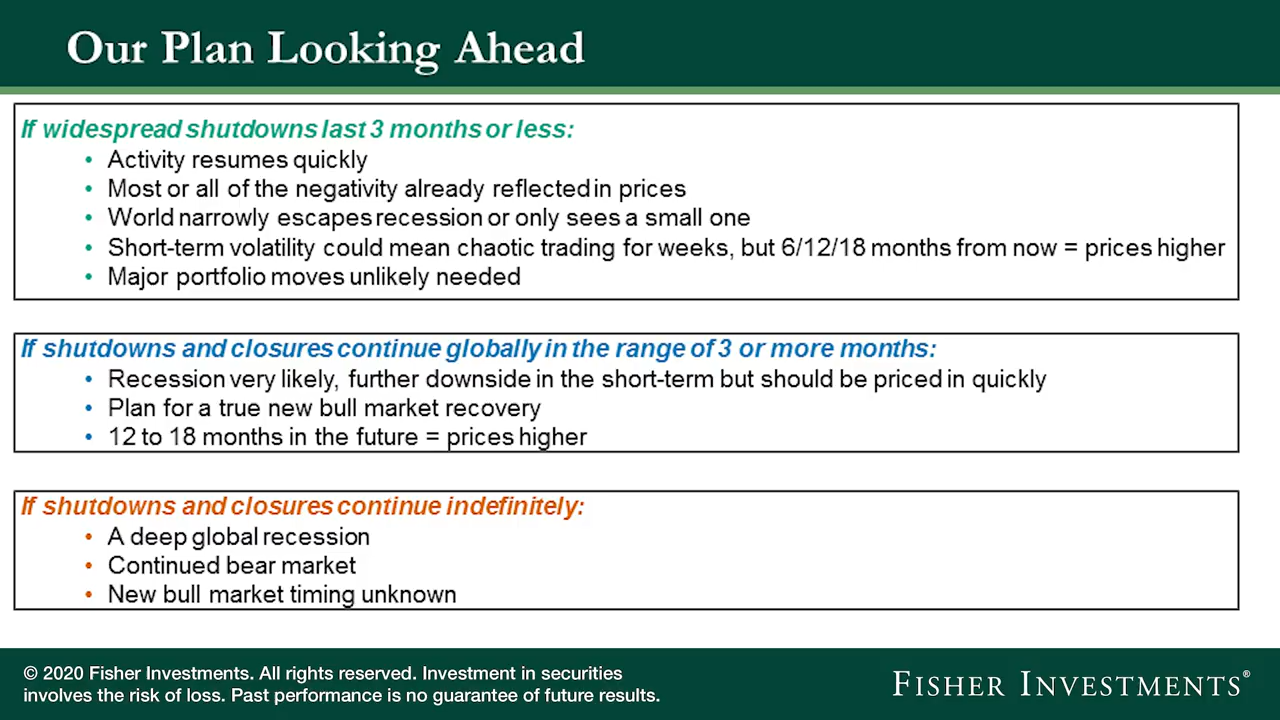 Our Plan Looking Ahead
If widespread shutdowns last 3 months or less:
• Activity resumes quickly
• Most or all of the negativity already reflected in prices
• World narrowly escapes recession or only sees a small one
• Short-term volatility could mean chaotic trading for weeks, but 6/12/18 months from now = prices higher
• Major portfolio moves unlikely needed
If shutdowns and closures continue globally in the range of 3 or more months:
• Recession very likely, further downside in the short-term but should be priced in quickly
• Plan for a true new bull market recovery
• 12 to 18 months in the future = prices higher
If shutdowns and closures continue indefinitely:
• A deep global recession
• Continued bear market
• New bull market timing unknown
© 2020 Fisher Investments. All rights reserved. Investment in securities
involves the risk of loss. Past performance is no guarantee of future results.
FISHER INVESTMENTS®